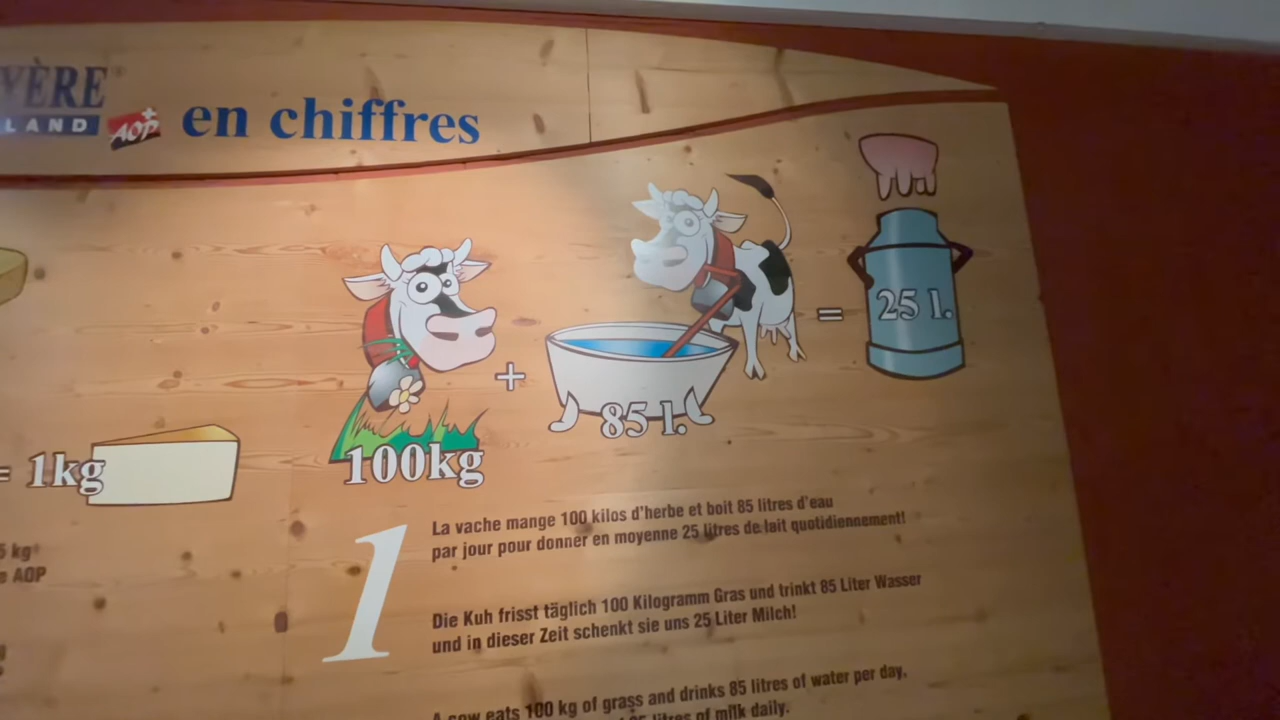 YÈRE
LAND
AOP
en chiffres
25 l.
85 l.
= 1kg
100kg
+
=
1
La vache mange 100 kilos d'herbe et boit 85 litres d'eau
par jour pour donner en moyenne 25 litres de lait quotidiennement!
5 kg
AOP
Die Kuh frisst täglich 100 Kilogramm Gras und trinkt 85 Liter Wasser
und in dieser Zeit schenkt sie uns 25 Liter Milch!
A cow eats 100 kg of grass and drinks 85 litres of water per day,
litres of milk daily.